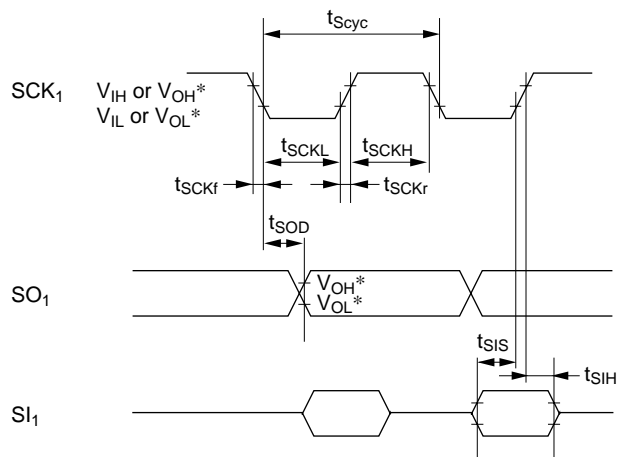 tScyc
SCK1
VIH or VOH*
VIL or VOL*
tSCKL
tSCKH
tSCKf
tSCKr
tSOD
SO1
VOH*
VOL*
tSIS
tSIH
SI1